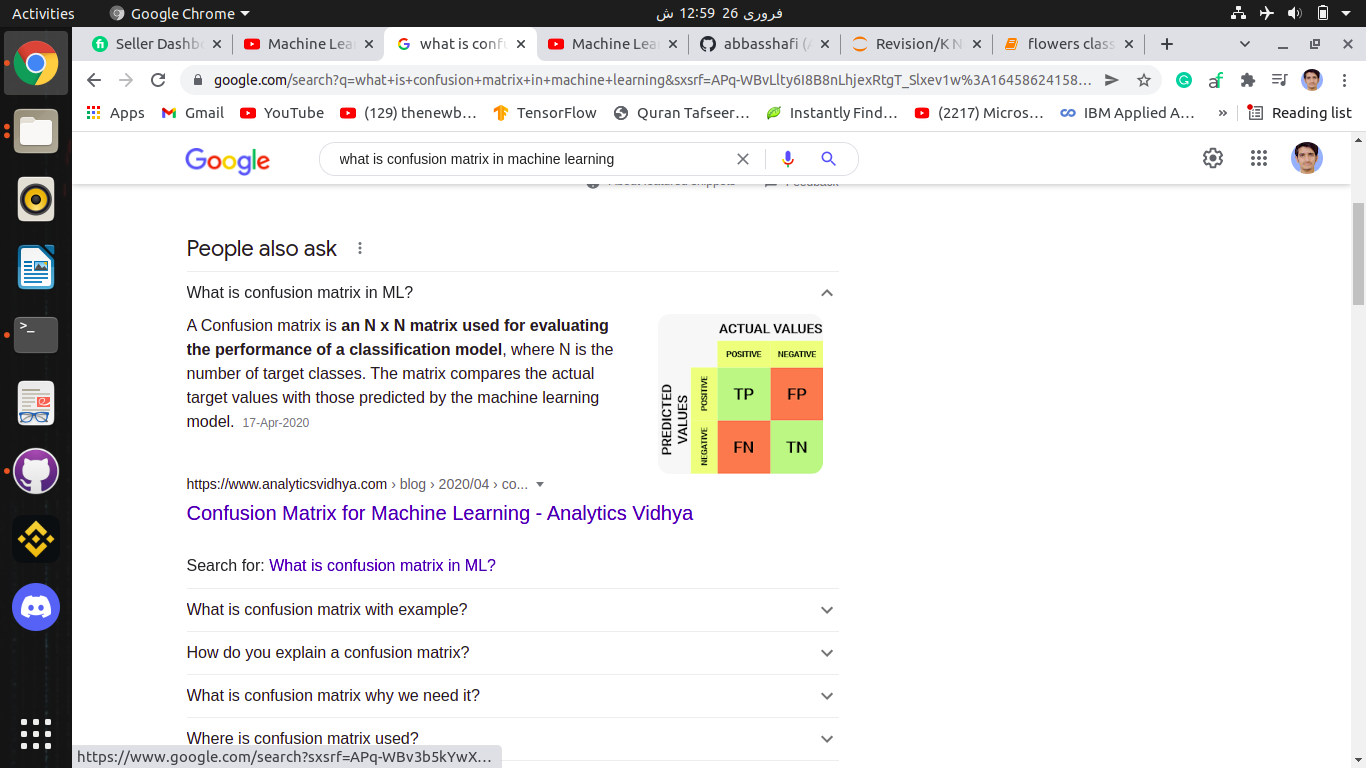 Activities
Google Chrome
فروری 26 12:59 ش
Seller Dashb
Machine Lea
what is conf
Machine Lea
abbasshafi (A
Revision/K N
flowers class
google.com/search?q=what+is+confusion+matrix+in+machine+learning&sxsrf=APq-WBvLlty6I8B8nLhjexRtgT_Slxev1w%3A16458624158...
Apps
Gmail
YouTube
(129) thenewb...
TensorFlow
Quran Tafseer...
Instantly Find...
(2217) Micros...
IBM Applied A...
»
Reading list
Google
what is confusion matrix in machine learning
About featured snippets
Feedback
People also ask
What is confusion matrix in ML?
A Confusion matrix is an N x N matrix used for evaluating
the performance of a classification model, where N is the
number of target classes. The matrix compares the actual
target values with those predicted by the machine learning
model. 17-Apr-2020
ACTUAL VALUES
POSITIVE NEGATIVE
PREDICTED
VALUES
POSITIVE
TP FP
NEGATIVE
FN TN
https://www.analyticsvidhya.com › blog › 2020/04 › co...
Confusion Matrix for Machine Learning - Analytics Vidhya
Search for: What is confusion matrix in ML?
What is confusion matrix with example?
How do you explain a confusion matrix?
What is confusion matrix why we need it?
Where is confusion matrix used?
https://www.google.com/search?sxsrf=APq-WBv3b5kYwX...